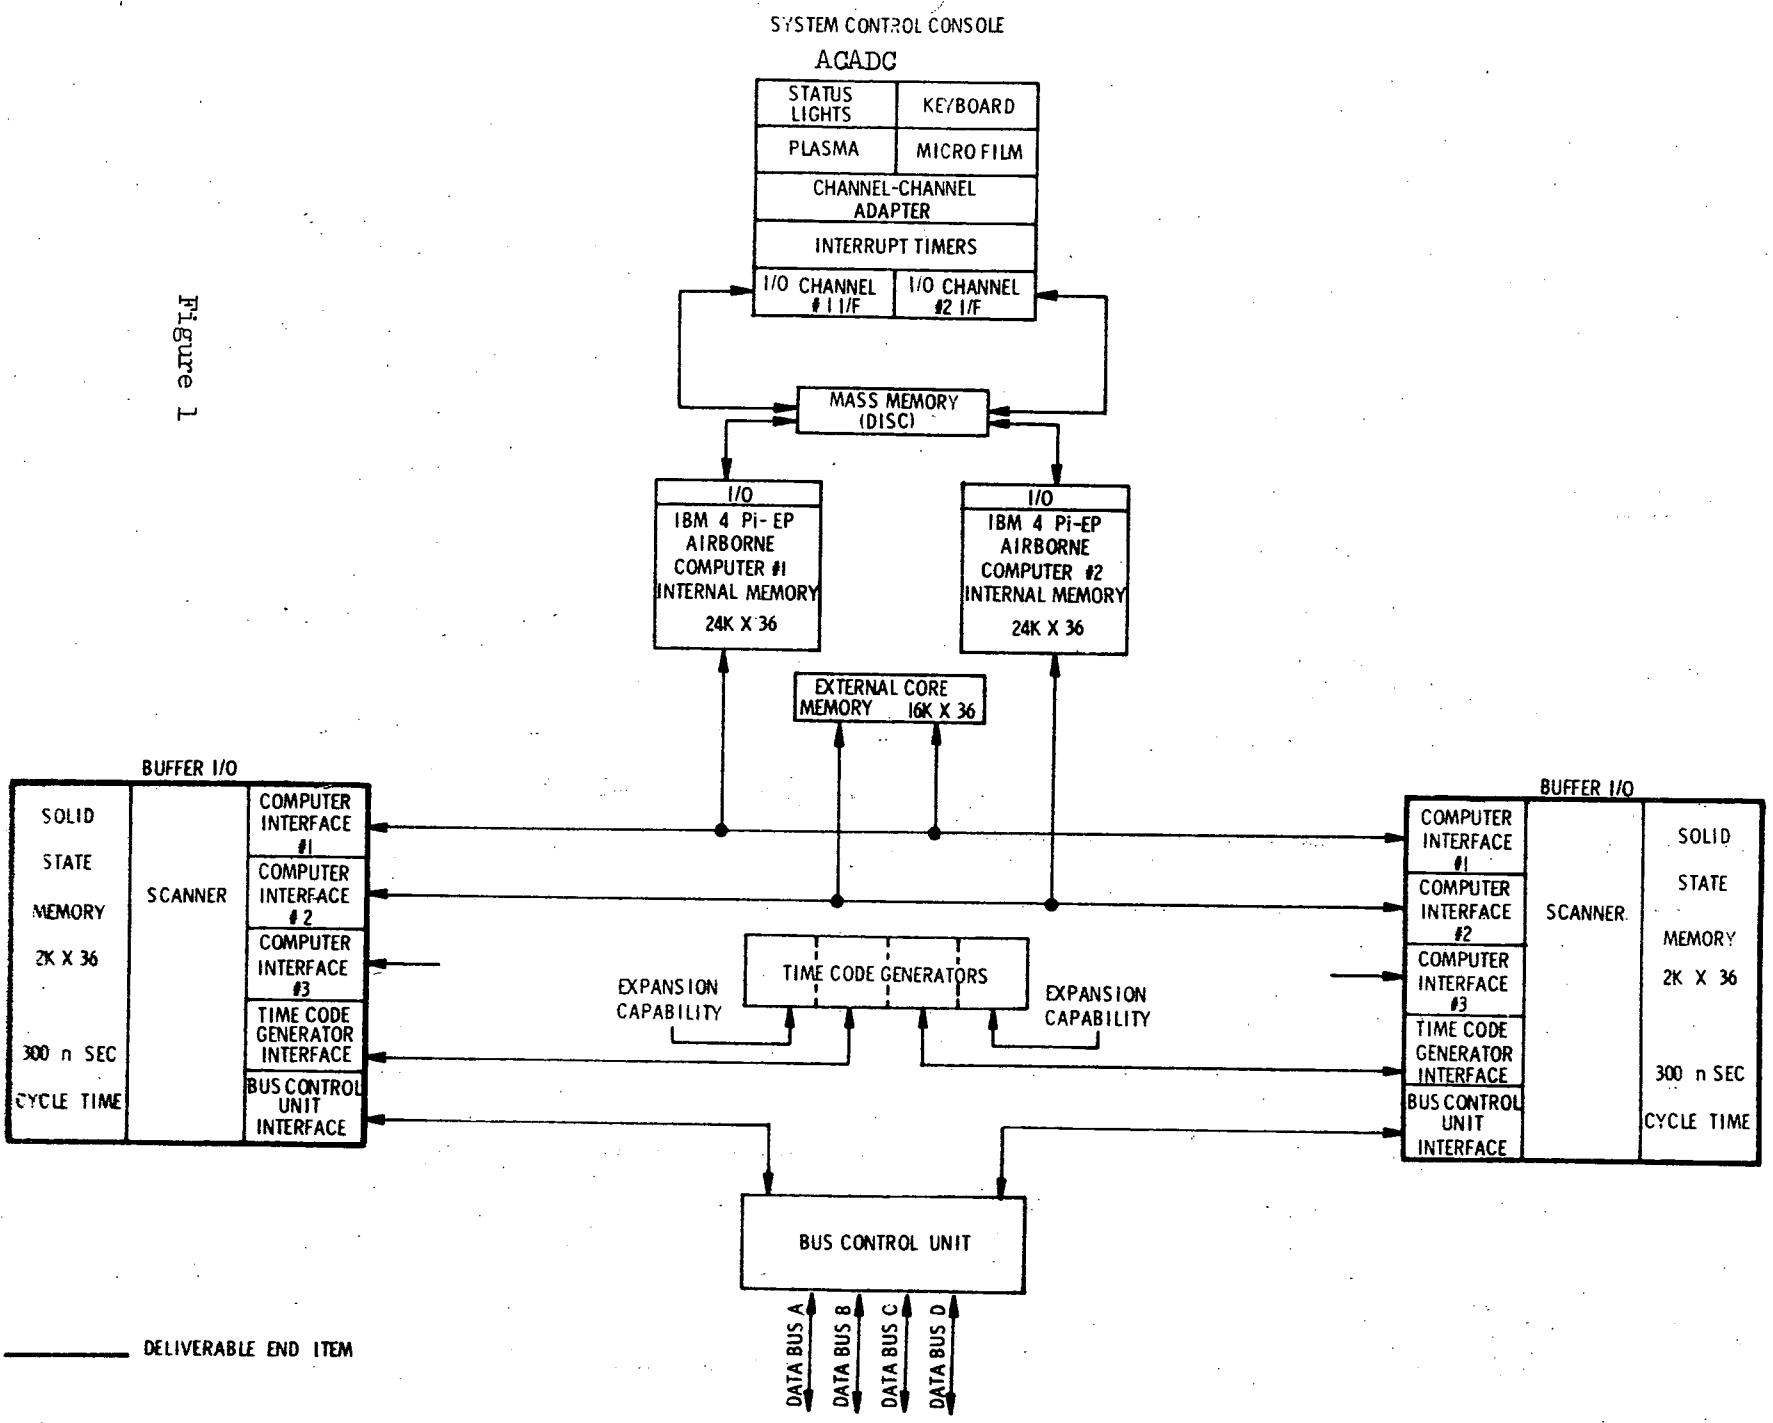 SYSTEM CONTROL CONSOLE
ACADC
STATUS
LIGHTS
KEYBOARD
PLASMA
MICROFILM
CHANNEL-CHANNEL
ADAPTER
INTERRUPT TIMERS
I/O CHANNEL
#1 I/F
I/O CHANNEL
#2 I/F
Figure 1
MASS MEMORY
(DISC)
I/O
IBM 4 Pi-EP
AIRBORNE
COMPUTER #1
INTERNAL MEMORY
24K X 36
I/O
IBM 4 Pi-EP
AIRBORNE
COMPUTER #2
INTERNAL MEMORY
24K X 36
EXTERNAL CORE
MEMORY 16K X 36
BUFFER I/O
SOLID
STATE
MEMORY
2K X 36
300 n SEC
CYCLE TIME
SCANNER
COMPUTER
INTERFACE
#1
COMPUTER
INTERFACE
#2
COMPUTER
INTERFACE
#3
TIME CODE
GENERATOR
INTERFACE
BUS CONTROL
UNIT
INTERFACE
TIME CODE GENERATORS
EXPANSION
CAPABILITY
EXPANSION
CAPABILITY
BUFFER I/O
COMPUTER
INTERFACE
#1
COMPUTER
INTERFACE
#2
COMPUTER
INTERFACE
#3
TIME CODE
GENERATOR
INTERFACE
BUS CONTROL
UNIT
INTERFACE
SCANNER
SOLID
STATE
MEMORY
2K X 36
300 n SEC
CYCLE TIME
BUS CONTROL UNIT
DATA BUS A
DATA BUS B
DATA BUS C
DATA BUS D
DELIVERABLE END ITEM